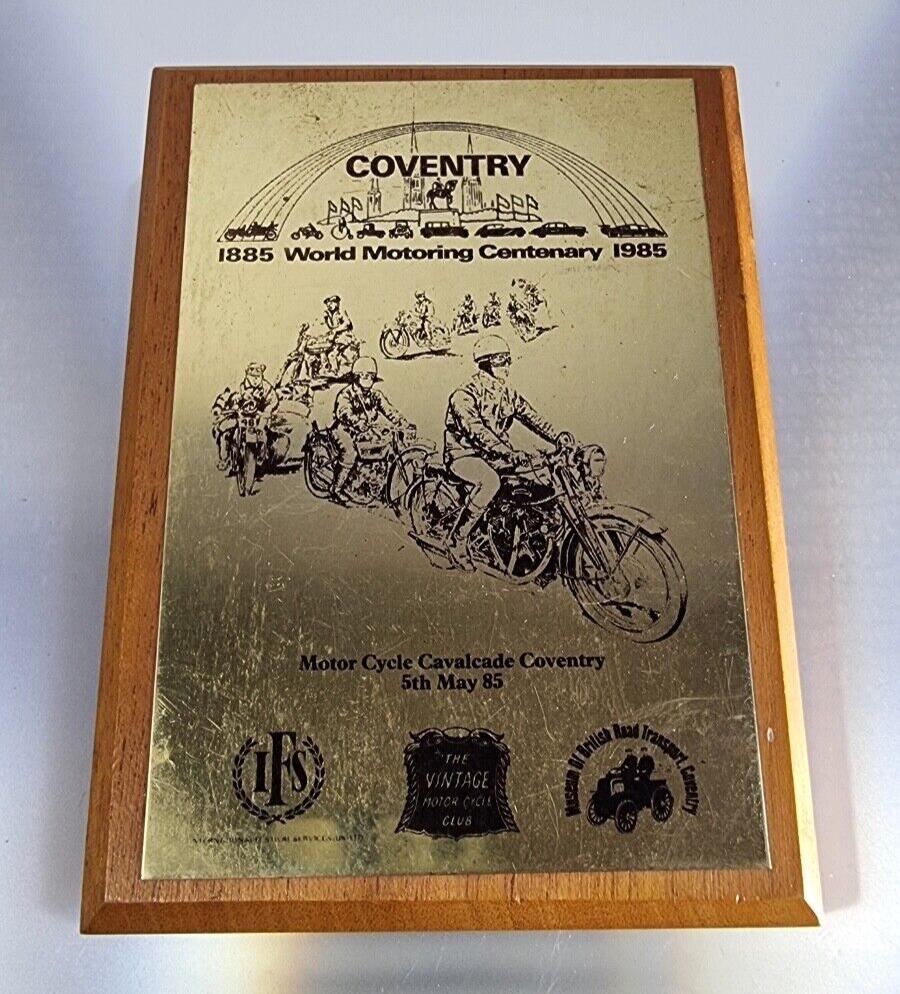 COVENTRY
1885 World Motoring Centenary 1985
Motor Cycle Cavalcade Coventry
5th May 85
IFS
THE
VINTAGE
MOTOR CYCLE
CLUB
Museum Of British Road Transport Coventry